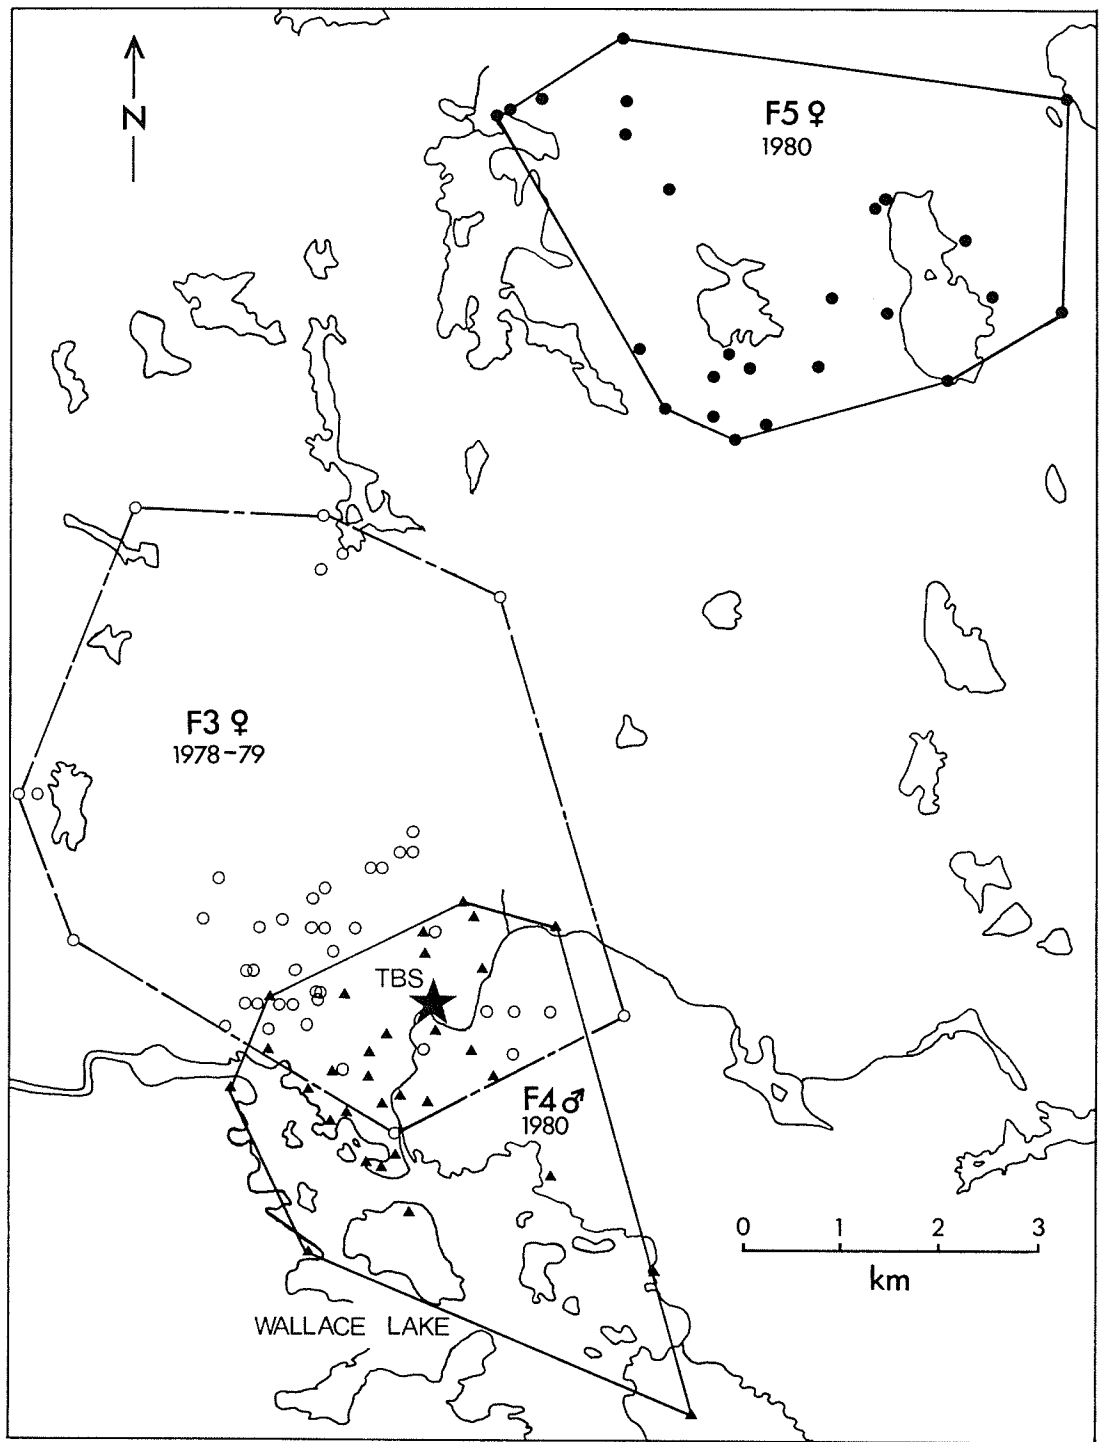 N
F5 ♀
1980
F3 ♀
1978-79
TBS
F4 ♂
1980
0 1 2 3
km
WALLACE LAKE